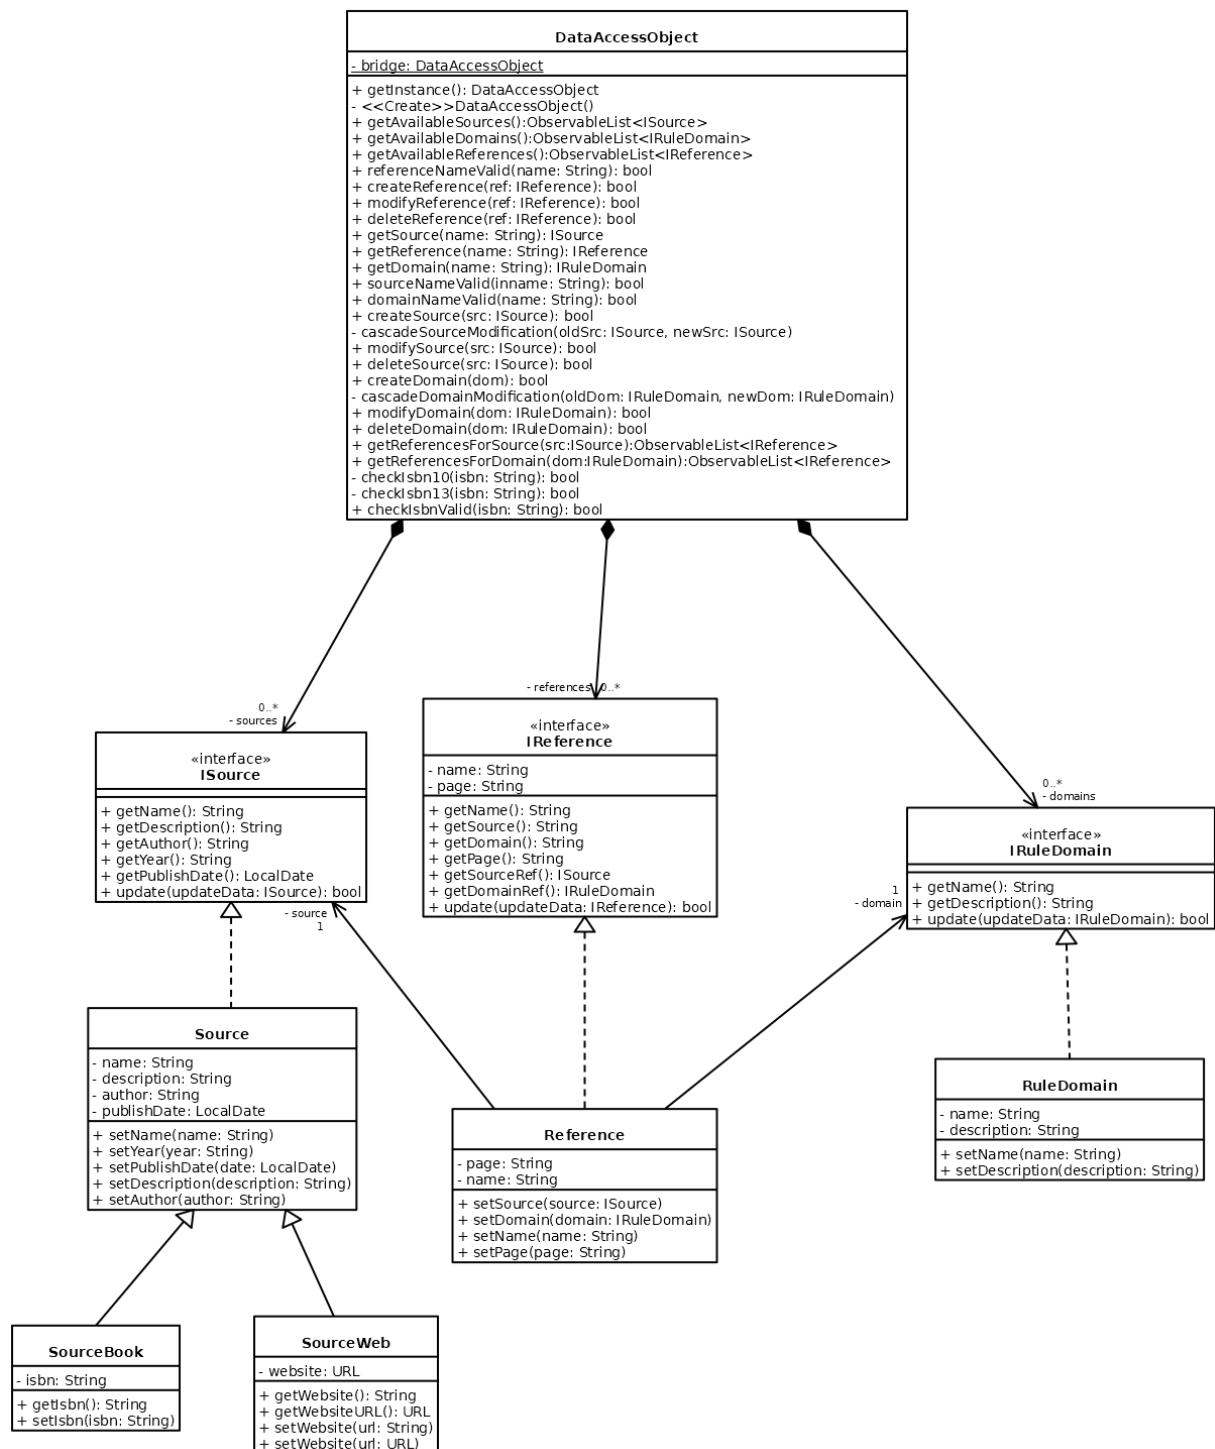 DataAccessObject
- bridge: DataAccessObject
+ getInstance(): DataAccessObject
- <<Create>>DataAccessObject()
+ getAvailableSources():ObservableList<ISource>
+ getAvailableDomains():ObservableList<IRuleDomain>
+ getAvailableReferences():ObservableList<IReference>
+ referenceNameValid(name: String): bool
+ createReference(ref: IReference): bool
+ modifyReference(ref: IReference): bool
+ deleteReference(ref: IReference): bool
+ getSource(name: String): ISource
+ getReference(name: String): IReference
+ getDomain(name: String): IRuleDomain
+ sourceNameValid(inname: String): bool
+ domainNameValid(name: String): bool
+ createSource(src: ISource): bool
- cascadeSourceModification(oldSrc: ISource, newSrc: ISource)
+ modifySource(src: ISource): bool
+ deleteSource(src: ISource): bool
+ createDomain(dom): bool
- cascadeDomainModification(oldDom: IRuleDomain, newDom: IRuleDomain)
+ modifyDomain(dom: IRuleDomain): bool
+ deleteDomain(dom: IRuleDomain): bool
+ getReferencesForSource(src:ISource):ObservableList<IReference>
+ getReferencesForDomain(dom:IRuleDomain):ObservableList<IReference>
- checkIsbn10(isbn: String): bool
- checkIsbn13(isbn: String): bool
+ checkIsbnValid(isbn: String): bool
0..*
- sources
- references 0..*
0..*
- domains
«interface»
ISource
+ getName(): String
+ getDescription(): String
+ getAuthor(): String
+ getYear(): String
+ getPublishDate(): LocalDate
+ update(updateData: ISource): bool
«interface»
IReference
- name: String
- page: String
+ getName(): String
+ getSource(): String
+ getDomain(): String
+ getPage(): String
+ getSourceRef(): ISource
+ getDomainRef(): IRuleDomain
+ update(updateData: IReference): bool
«interface»
IRuleDomain
+ getName(): String
+ getDescription(): String
+ update(updateData: IRuleDomain): bool
- source
1
1
- domain
Source
- name: String
- description: String
- author: String
- publishDate: LocalDate
+ setName(name: String)
+ setYear(year: String)
+ setPublishDate(date: LocalDate)
+ setDescription(description: String)
+ setAuthor(author: String)
Reference
- page: String
- name: String
+ setSource(source: ISource)
+ setDomain(domain: IRuleDomain)
+ setName(name: String)
+ setPage(page: String)
RuleDomain
- name: String
- description: String
+ setName(name: String)
+ setDescription(description: String)
SourceBook
- isbn: String
+ getIsbn(): String
+ setIsbn(isbn: String)
SourceWeb
- website: URL
+ getWebsite(): String
+ getWebsiteURL(): URL
+ setWebsite(url: String)
+ setWebsite(url: URL)